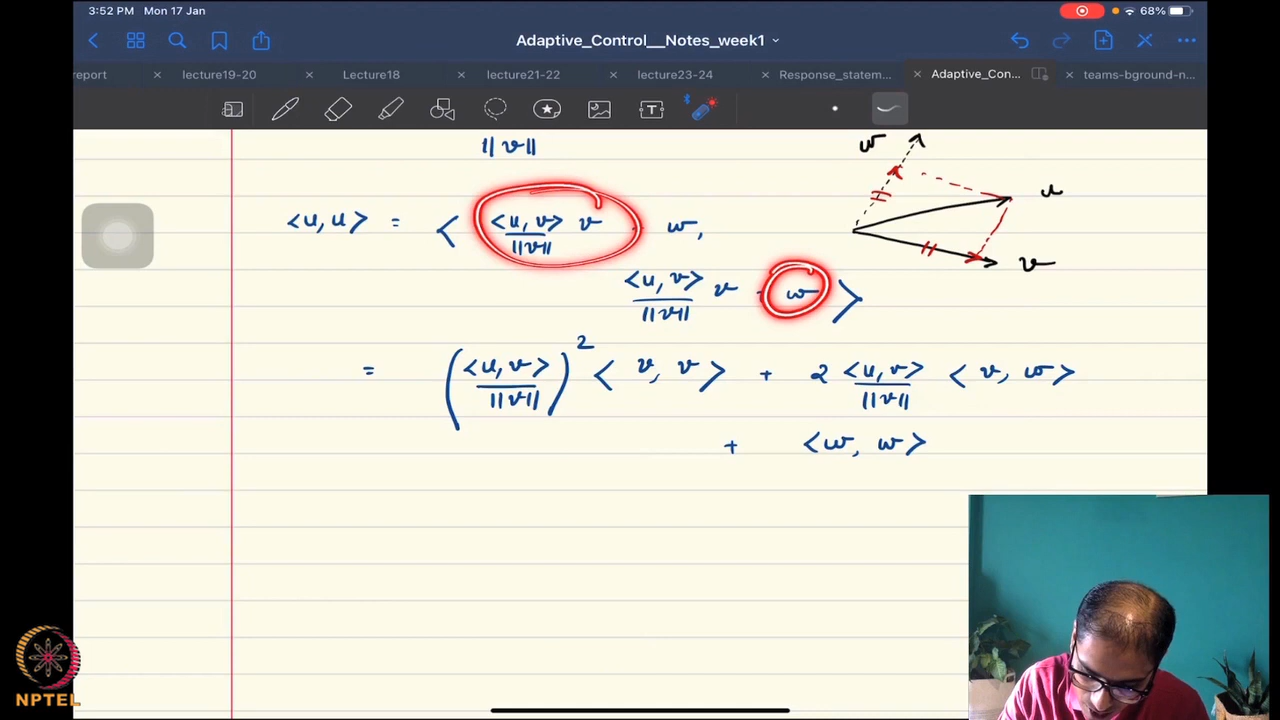 3:52 PM Mon 17 Jan
68%
Adaptive_Control__Notes_week1
report
lecture19-20
Lecture18
lecture21-22
lecture23-24
Response_statem...
Adaptive_Con...
teams-bground-n...
||v||
w
u
v
<u, u> = < <u, v>/||v|| v + w,
<u, v>/||v|| v + w >
= (<u, v>/||v||)^2 < v, v > + 2 <u, v>/||v|| < v, w >
+ <w, w>
NPTEL